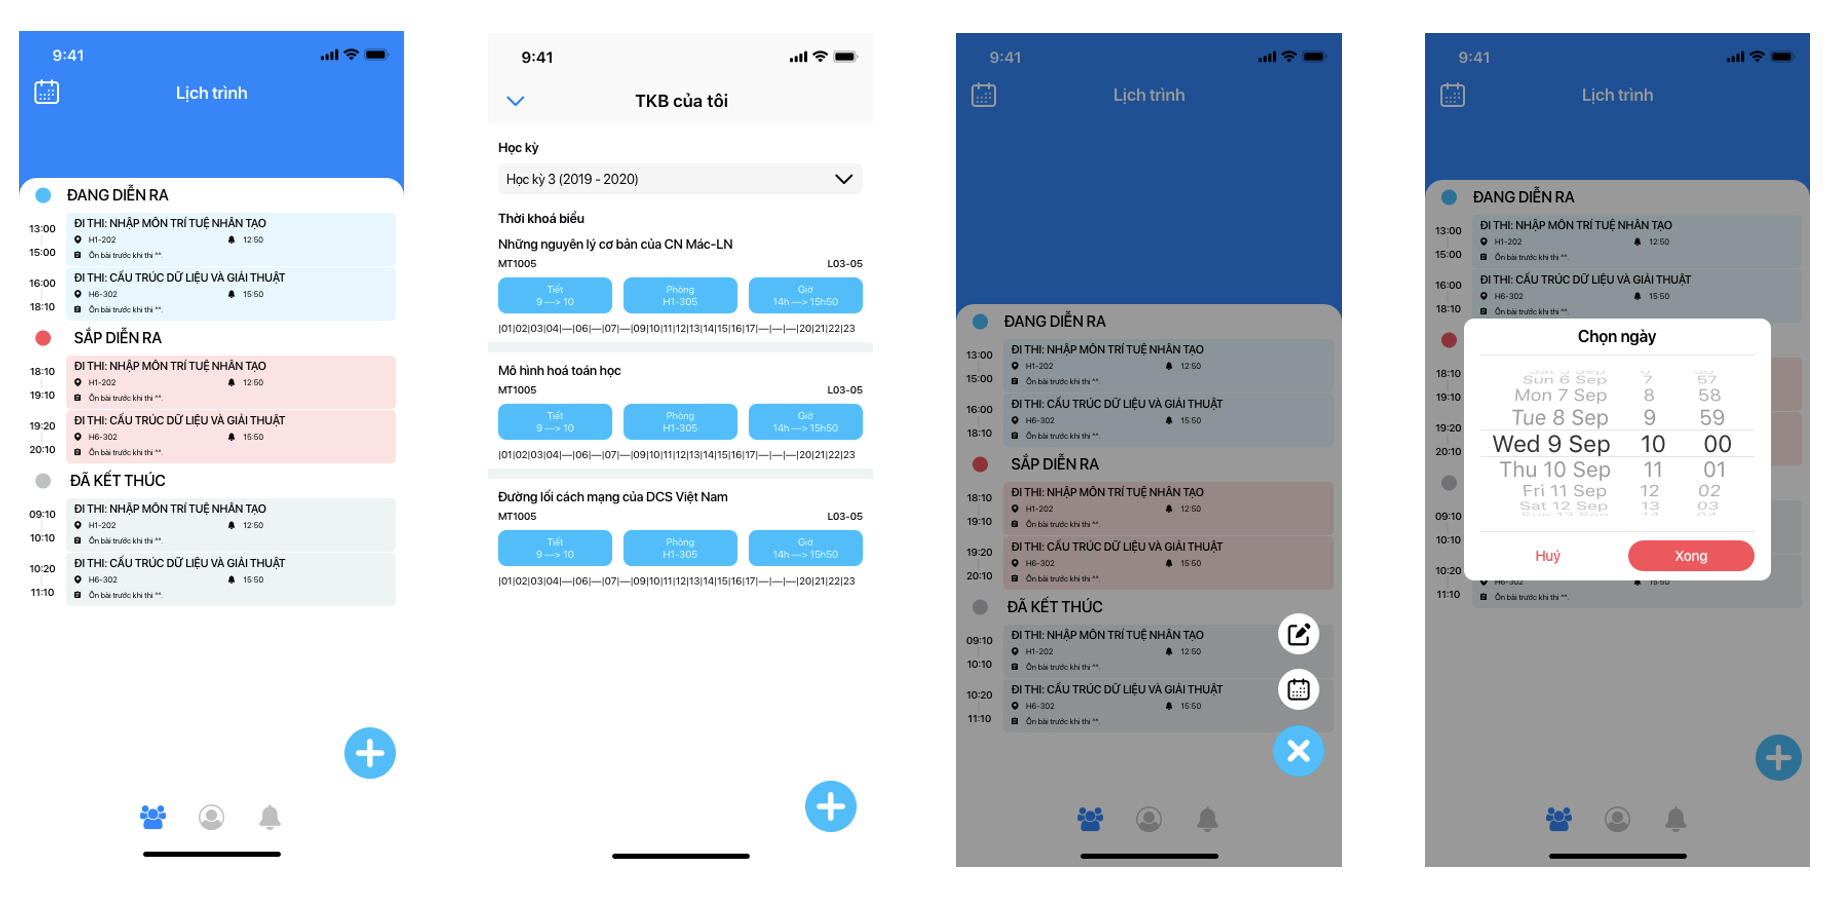 9:41
Lịch trình
ĐANG DIỄN RA
13:00
15:00
ĐI THI: NHẬP MÔN TRÍ TUỆ NHÂN TẠO
H1-202 12:50
Ôn bài trước khi thi ^^.
16:00
18:10
ĐI THI: CẤU TRÚC DỮ LIỆU VÀ GIẢI THUẬT
H6-302 15:50
Ôn bài trước khi thi ^^.
SẮP DIỄN RA
18:10
19:10
ĐI THI: NHẬP MÔN TRÍ TUỆ NHÂN TẠO
H1-202 12:50
Ôn bài trước khi thi ^^.
19:20
20:10
ĐI THI: CẤU TRÚC DỮ LIỆU VÀ GIẢI THUẬT
H6-302 15:50
Ôn bài trước khi thi ^^.
ĐÃ KẾT THÚC
09:10
10:10
ĐI THI: NHẬP MÔN TRÍ TUỆ NHÂN TẠO
H1-202 12:50
Ôn bài trước khi thi ^^.
10:20
11:10
ĐI THI: CẤU TRÚC DỮ LIỆU VÀ GIẢI THUẬT
H6-302 15:50
Ôn bài trước khi thi ^^.
9:41
TKB của tôi
Học kỳ
Học kỳ 3 (2019 - 2020)
Thời khoá biểu
Những nguyên lý cơ bản của CN Mác-LN
MT1005 L03-05
Tiết Phòng Giờ
9 —> 10 H1-305 14h —> 15h50
|01|02|03|04|—|06|—|07|—|09|10|11|12|13|14|15|16|17|—|—|—|20|21|22|23
Mô hình hoá toán học
MT1005 L03-05
Tiết Phòng Giờ
9 —> 10 H1-305 14h —> 15h50
|01|02|03|04|—|06|—|07|—|09|10|11|12|13|14|15|16|17|—|—|—|20|21|22|23
Đường lối cách mạng của DCS Việt Nam
MT1005 L03-05
Tiết Phòng Giờ
9 —> 10 H1-305 14h —> 15h50
|01|02|03|04|—|06|—|07|—|09|10|11|12|13|14|15|16|17|—|—|—|20|21|22|23
9:41
Lịch trình
ĐANG DIỄN RA
13:00
15:00
ĐI THI: NHẬP MÔN TRÍ TUỆ NHÂN TẠO
H1-202 12:50
Ôn bài trước khi thi ^^.
16:00
18:10
ĐI THI: CẤU TRÚC DỮ LIỆU VÀ GIẢI THUẬT
H6-302 15:50
Ôn bài trước khi thi ^^.
SẮP DIỄN RA
18:10
19:10
ĐI THI: NHẬP MÔN TRÍ TUỆ NHÂN TẠO
H1-202 12:50
Ôn bài trước khi thi ^^.
19:20
20:10
ĐI THI: CẤU TRÚC DỮ LIỆU VÀ GIẢI THUẬT
H6-302 15:50
Ôn bài trước khi thi ^^.
ĐÃ KẾT THÚC
09:10
10:10
ĐI THI: NHẬP MÔN TRÍ TUỆ NHÂN TẠO
H1-202 12:50
Ôn bài trước khi thi ^^.
10:20
11:10
ĐI THI: CẤU TRÚC DỮ LIỆU VÀ GIẢI THUẬT
H6-302 15:50
Ôn bài trước khi thi ^^.
9:41
Lịch trình
ĐANG DIỄN RA
13:00
15:00
ĐI THI: NHẬP MÔN TRÍ TUỆ NHÂN TẠO
H1-202 12:50
Ôn bài trước khi thi ^^.
16:00
18:10
ĐI THI: CẤU TRÚC DỮ LIỆU VÀ GIẢI THUẬT
H6-302 15:50
Ôn bài trước khi thi ^^.
18:10
19:10
19:20
20:10
09:10
10:10
10:20
11:10
H6-302 15:50
Ôn bài trước khi thi ^^.
Chọn ngày
Sat 5 Sep 6 56
Sun 6 Sep 7 57
Mon 7 Sep 8 58
Tue 8 Sep 9 59
Wed 9 Sep 10 00
Thu 10 Sep 11 01
Fri 11 Sep 12 02
Sat 12 Sep 13 03
Sun 13 Sep 14 04
Huỷ Xong